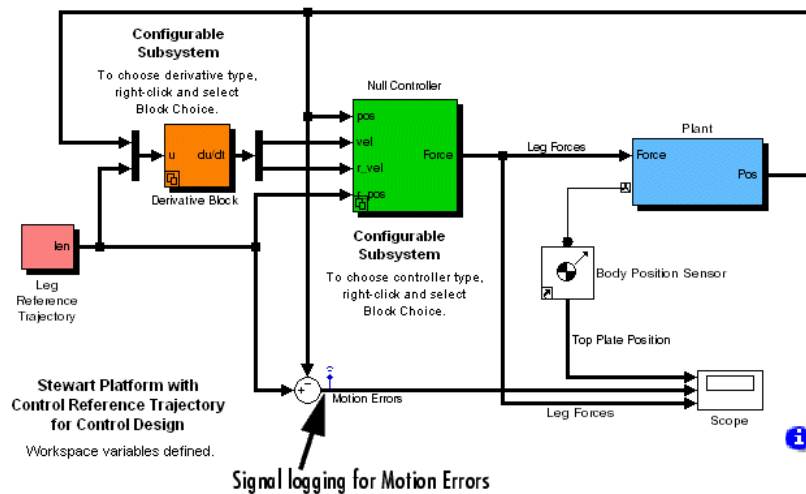 Configurable
Subsystem
To choose derivative type,
right-click and select
Block Choice.
Null Controller
pos
vel
r_vel
r_pos
Force
u
du/dt
Derivative Block
Leg Forces
Plant
Force
Pos
len
Leg
Reference
Trajectory
Configurable
Subsystem
To choose controller type,
right-click and select
Block Choice.
Body Position Sensor
Top Plate Position
Stewart Platform with
Control Reference Trajectory
for Control Design
Workspace variables defined.
+
-
Motion Errors
Leg Forces
Scope
i
Signal logging for Motion Errors